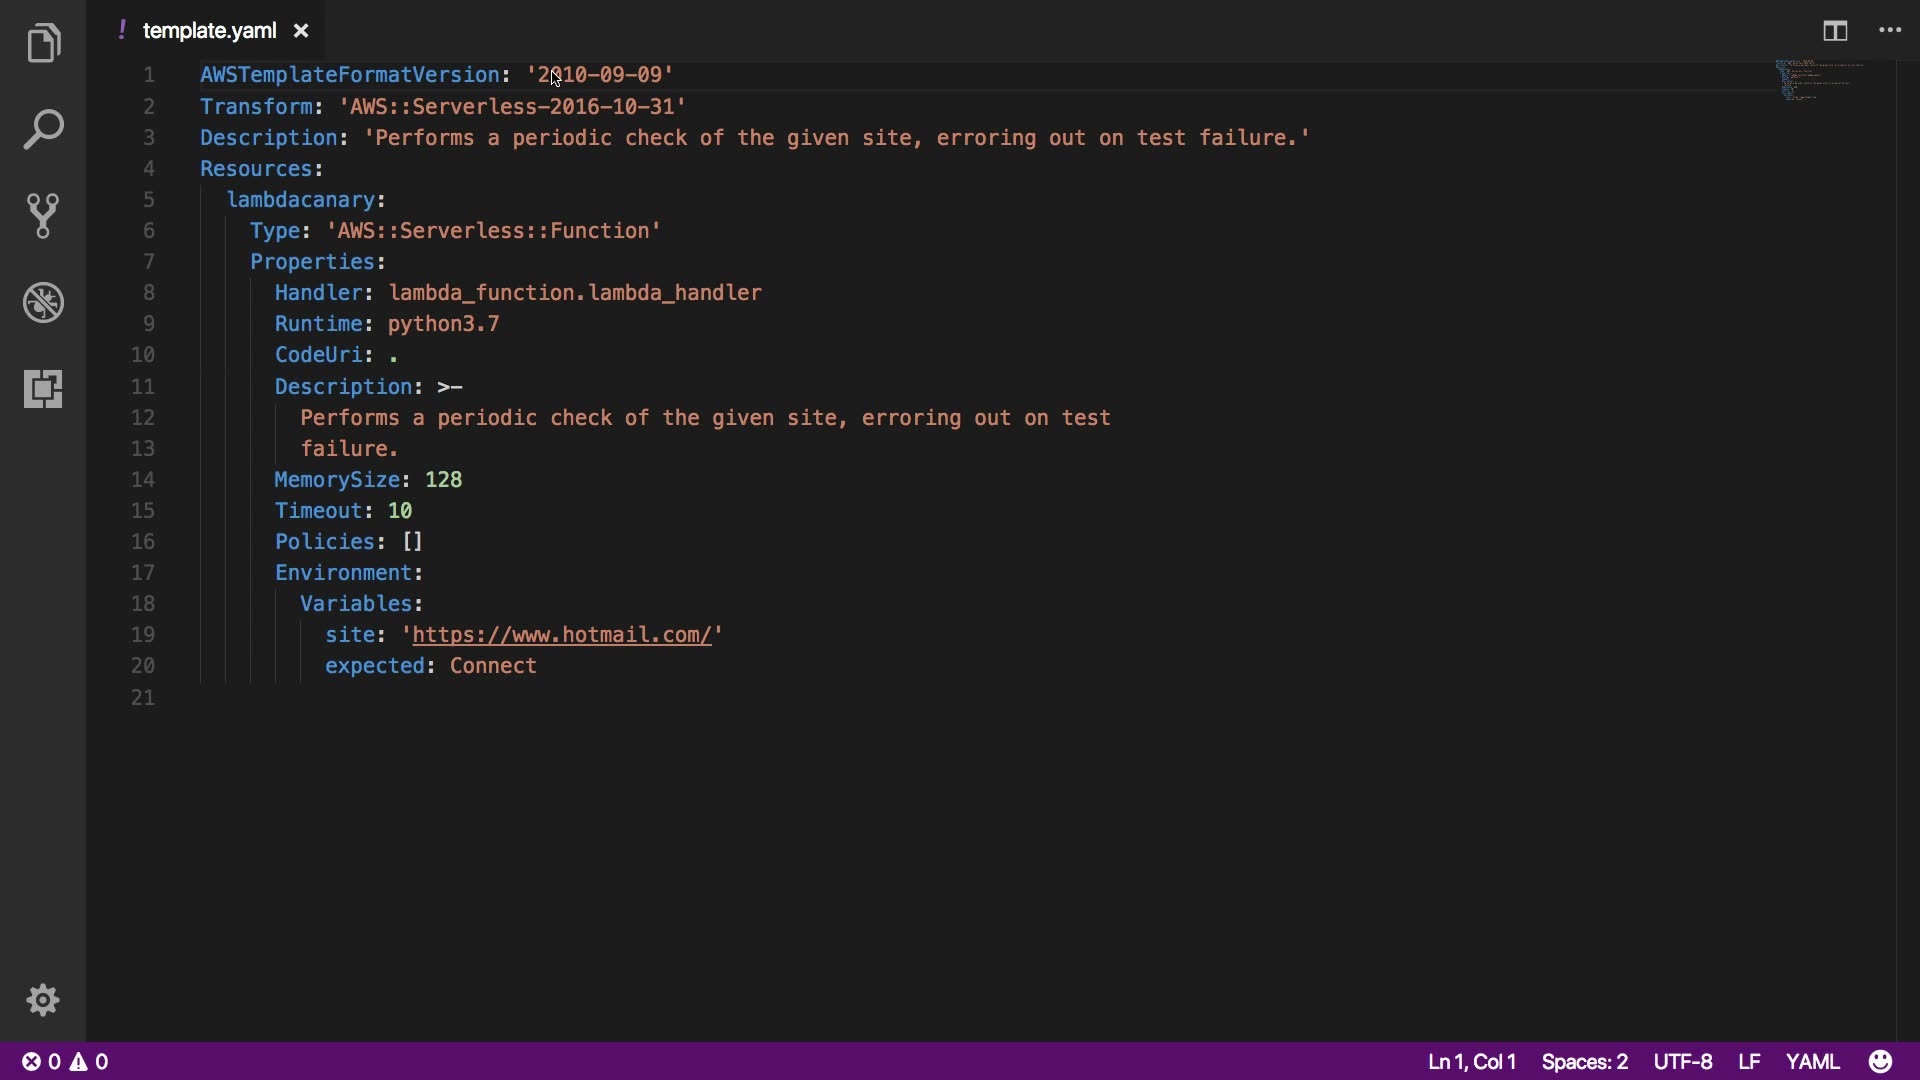 ! template.yaml ×
1 AWSTemplateFormatVersion: '2010-09-09'
2 Transform: 'AWS::Serverless-2016-10-31'
3 Description: 'Performs a periodic check of the given site, erroring out on test failure.'
4 Resources:
5   lambdacanary:
6     Type: 'AWS::Serverless::Function'
7     Properties:
8       Handler: lambda_function.lambda_handler
9       Runtime: python3.7
10       CodeUri: .
11       Description: >-
12         Performs a periodic check of the given site, erroring out on test
13         failure.
14       MemorySize: 128
15       Timeout: 10
16       Policies: []
17       Environment:
18         Variables:
19           site: 'https://www.hotmail.com/'
20           expected: Connect
21
0 0 Ln 1, Col 1 Spaces: 2 UTF-8 LF YAML